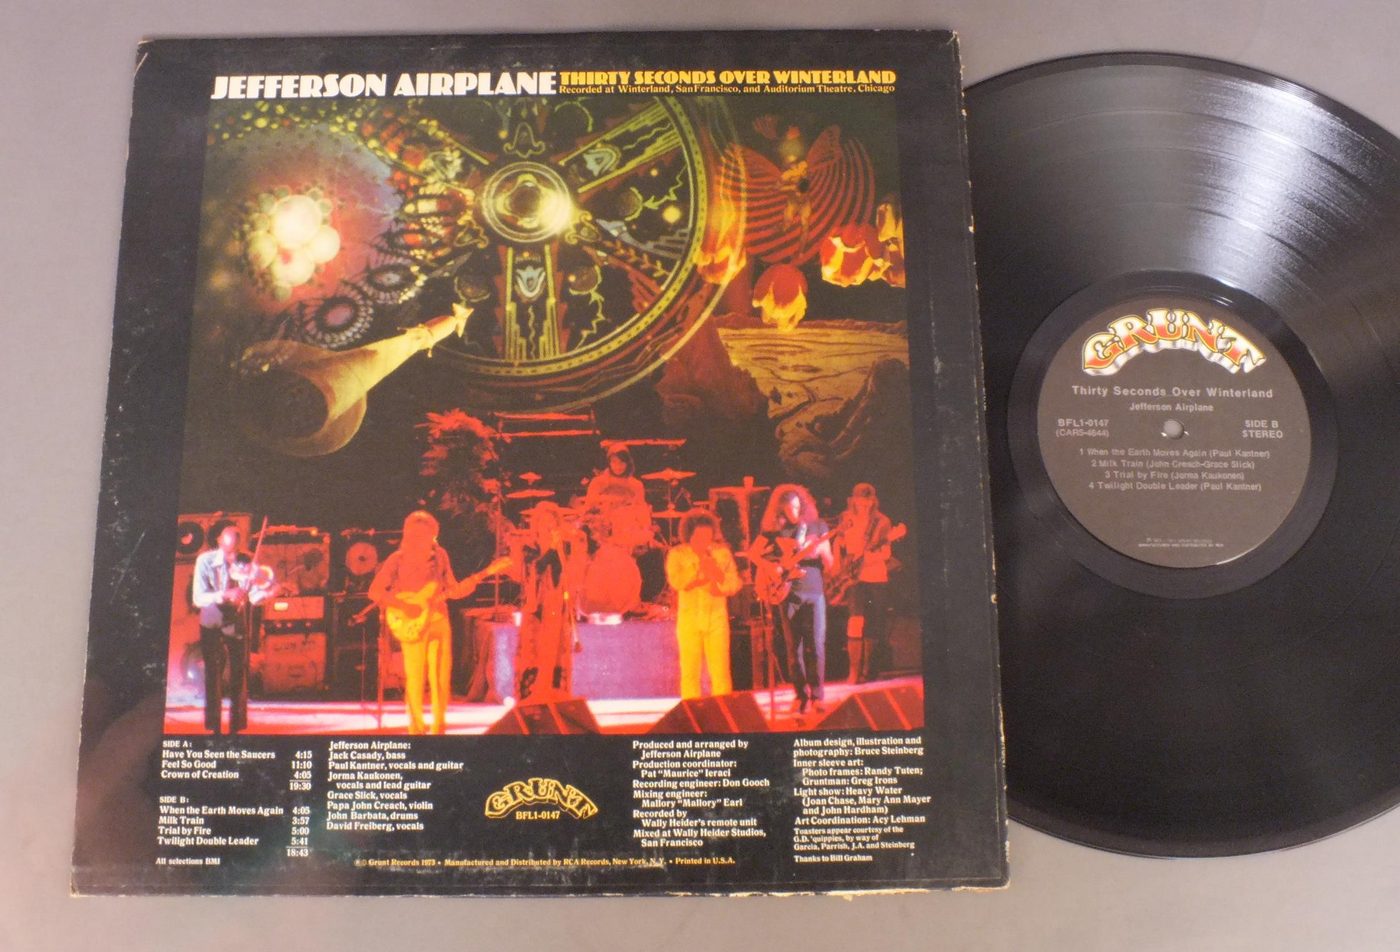 JEFFERSON AIRPLANE THIRTY SECONDS OVER WINTERLAND
Recorded at Winterland, San Francisco, and Auditorium Theatre, Chicago
SIDE A:
Have You Seen the Saucers 4:15
Feel So Good 11:10
Crown of Creation 4:05
19:30
SIDE B:
When the Earth Moves Again 4:05
Milk Train 3:57
Trial by Fire 5:00
Twilight Double Leader 5:41
18:43
All selections BMI
Jefferson Airplane:
Jack Casady, bass
Paul Kantner, vocals and guitar
Jorma Kaukonen,
vocals and lead guitar
Grace Slick, vocals
Papa John Creach, violin
John Barbata, drums
David Freiberg, vocals
GRUNT
BFL1-0147
Produced and arranged by
Jefferson Airplane
Production coordinator:
Pat "Maurice" Ieraci
Recording engineer: Don Gooch
Mixing engineer:
Mallory "Mallory" Earl
Recorded by
Wally Heider's remote unit
Mixed at Wally Heider Studios,
San Francisco
Album design, illustration and
photography: Bruce Steinberg
Inner sleeve art:
Photo frames: Randy Tuten;
Gruntman: Greg Irons
Light show: Heavy Water
(Joan Chase, Mary Ann Mayer
and John Hardham)
Art Coordination: Acy Lehman
Toasters appear courtesy of the
G.D. 'quippies, by way of
Garcia, Parrish, J.A. and Steinberg
Thanks to Bill Graham
Grunt Records 1973 • Manufactured and Distributed by RCA Records, New York, N.Y. • Printed in U.S.A.
GRUNT
Thirty Seconds Over Winterland
Jefferson Airplane
BFL1-0147 SIDE B
(CARS-4644) STEREO
1 When the Earth Moves Again (Paul Kantner)
2 Milk Train (John Creach-Grace Slick)
3 Trial by Fire (Jorma Kaukonen)
4 Twilight Double Leader (Paul Kantner)
MANUFACTURED AND DISTRIBUTED BY RCA